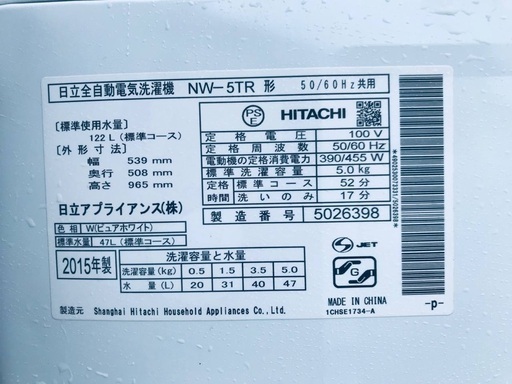 日立全自動電気洗濯機 NW-5TR 形 50/60Hz共用
[標準使用水量]
122 L (標準コース)
[外形寸法]
幅 539 mm
奥行 508 mm
高さ 965 mm
日立アプライアンス(株)
色相 W(ピュアホワイト)
標準水量 47L (標準コース)
PS
E
HITACHI
定格電圧 100 V
定格周波数 50/60 Hz
電動機の定格消費電力 390/455 W
標準洗濯容量 5.0 kg
定格 標準コース 52 分
時間 洗いのみ 17 分
製造番号 5026398
2015年製
洗濯容量と水量
洗濯容量(kg) 0.5 1.5 3.5 5.0
水量(L) 20 31 40 47
JET
製造元 Shanghai Hitachi Household Appliances Co., Ltd.
MADE IN CHINA
1CHSE1734-A
-p-